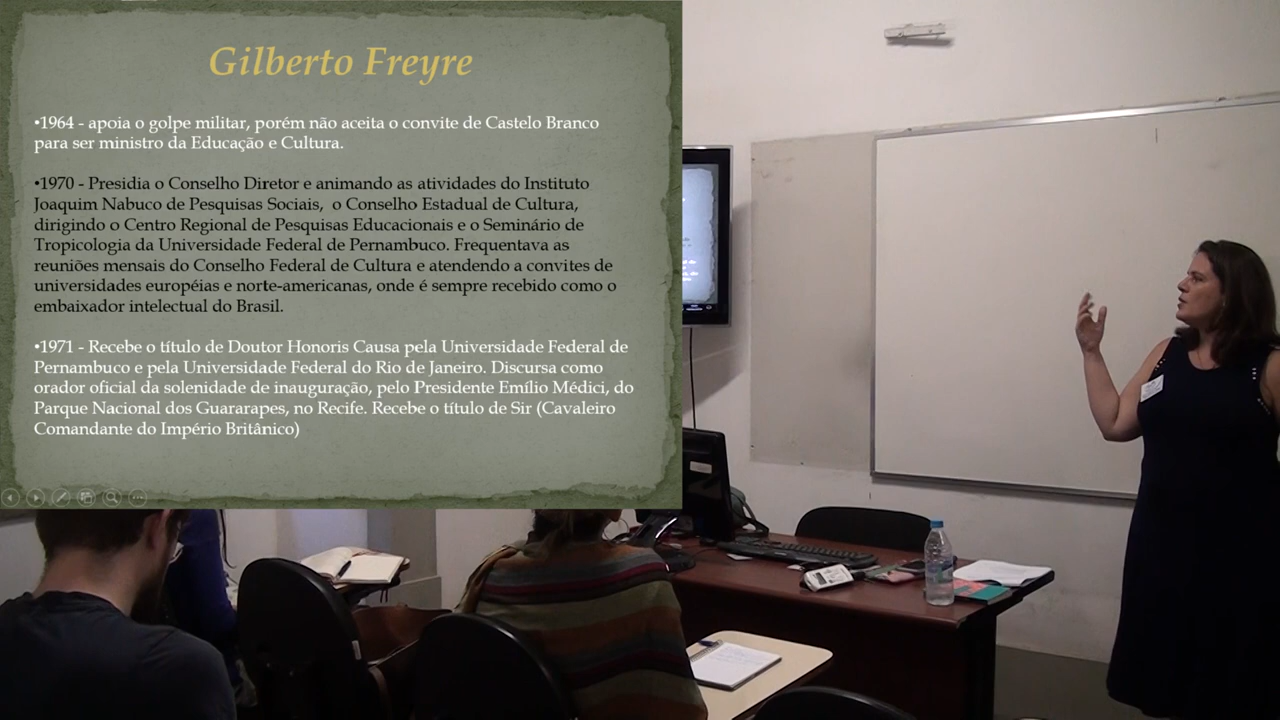 Gilberto Freyre
•1964 - apoia o golpe militar, porém não aceita o convite de Castelo Branco
para ser ministro da Educação e Cultura.
•1970 - Presidia o Conselho Diretor e animando as atividades do Instituto
Joaquim Nabuco de Pesquisas Sociais, o Conselho Estadual de Cultura,
dirigindo o Centro Regional de Pesquisas Educacionais e o Seminário de
Tropicologia da Universidade Federal de Pernambuco. Frequentava as
reuniões mensais do Conselho Federal de Cultura e atendendo a convites de
universidades européias e norte-americanas, onde é sempre recebido como o
embaixador intelectual do Brasil.
•1971 - Recebe o título de Doutor Honoris Causa pela Universidade Federal de
Pernambuco e pela Universidade Federal do Rio de Janeiro. Discursa como
orador oficial da solenidade de inauguração, pelo Presidente Emílio Médici, do
Parque Nacional dos Guararapes, no Recife. Recebe o título de Sir (Cavaleiro
Comandante do Império Britânico)